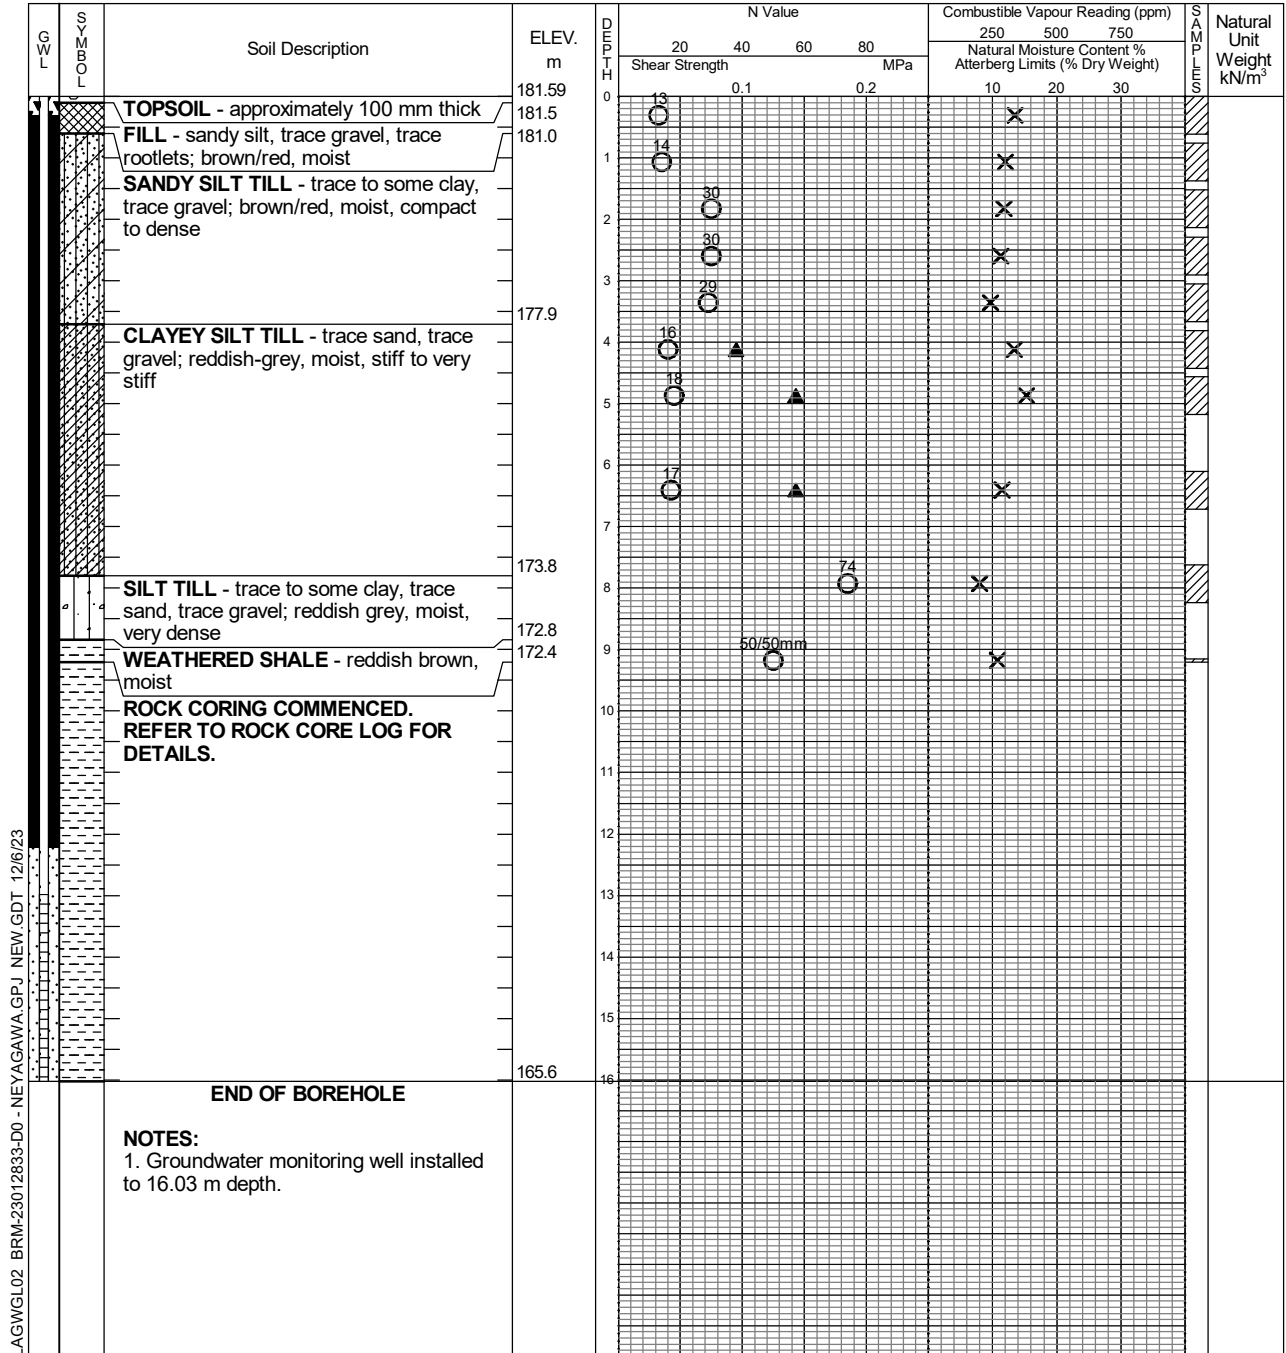 GWL
SYMBOL
Soil Description
ELEV.
m
DEPTH
N Value
20 40 60 80
Shear Strength MPa
0.1 0.2
Combustible Vapour Reading (ppm)
250 500 750
Natural Moisture Content %
Atterberg Limits (% Dry Weight)
10 20 30
SAMPLES
Natural
Unit
Weight
kN/m³
181.59
0
TOPSOIL - approximately 100 mm thick
181.5
13
FILL - sandy silt, trace gravel, trace
181.0
rootlets; brown/red, moist
14
1
SANDY SILT TILL - trace to some clay,
trace gravel; brown/red, moist, compact
to dense
30
2
30
3
29
177.9
CLAYEY SILT TILL - trace sand, trace
gravel; reddish-grey, moist, stiff to very
stiff
16
4
18
5
6
17
7
173.8
74
SILT TILL - trace to some clay, trace
sand, trace gravel; reddish grey, moist,
very dense
8
172.8
50/50mm
WEATHERED SHALE - reddish brown,
moist
172.4
9
ROCK CORING COMMENCED.
REFER TO ROCK CORE LOG FOR
DETAILS.
10
11
12
13
14
15
165.6
16
END OF BOREHOLE
NOTES:
1. Groundwater monitoring well installed
to 16.03 m depth.
AGWGL02 BRM-23012833-D0 - NEYAGAWA.GPJ NEW.GDT 12/6/23